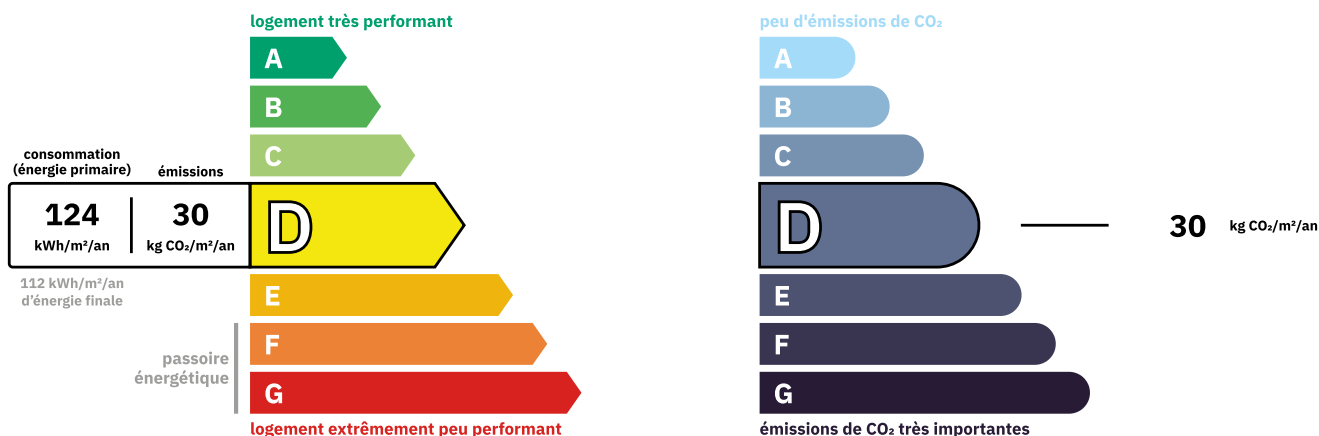 logement très performant
A
B
C
consommation
(énergie primaire)
émissions
124
kWh/m²/an
30
kg CO₂/m²/an
D
112 kWh/m²/an
d'énergie finale
E
passoire
énergétique
F
G
logement extrêmement peu performant
peu d'émissions de CO₂
A
B
C
D
30 kg CO₂/m²/an
E
F
G
émissions de CO₂ très importantes